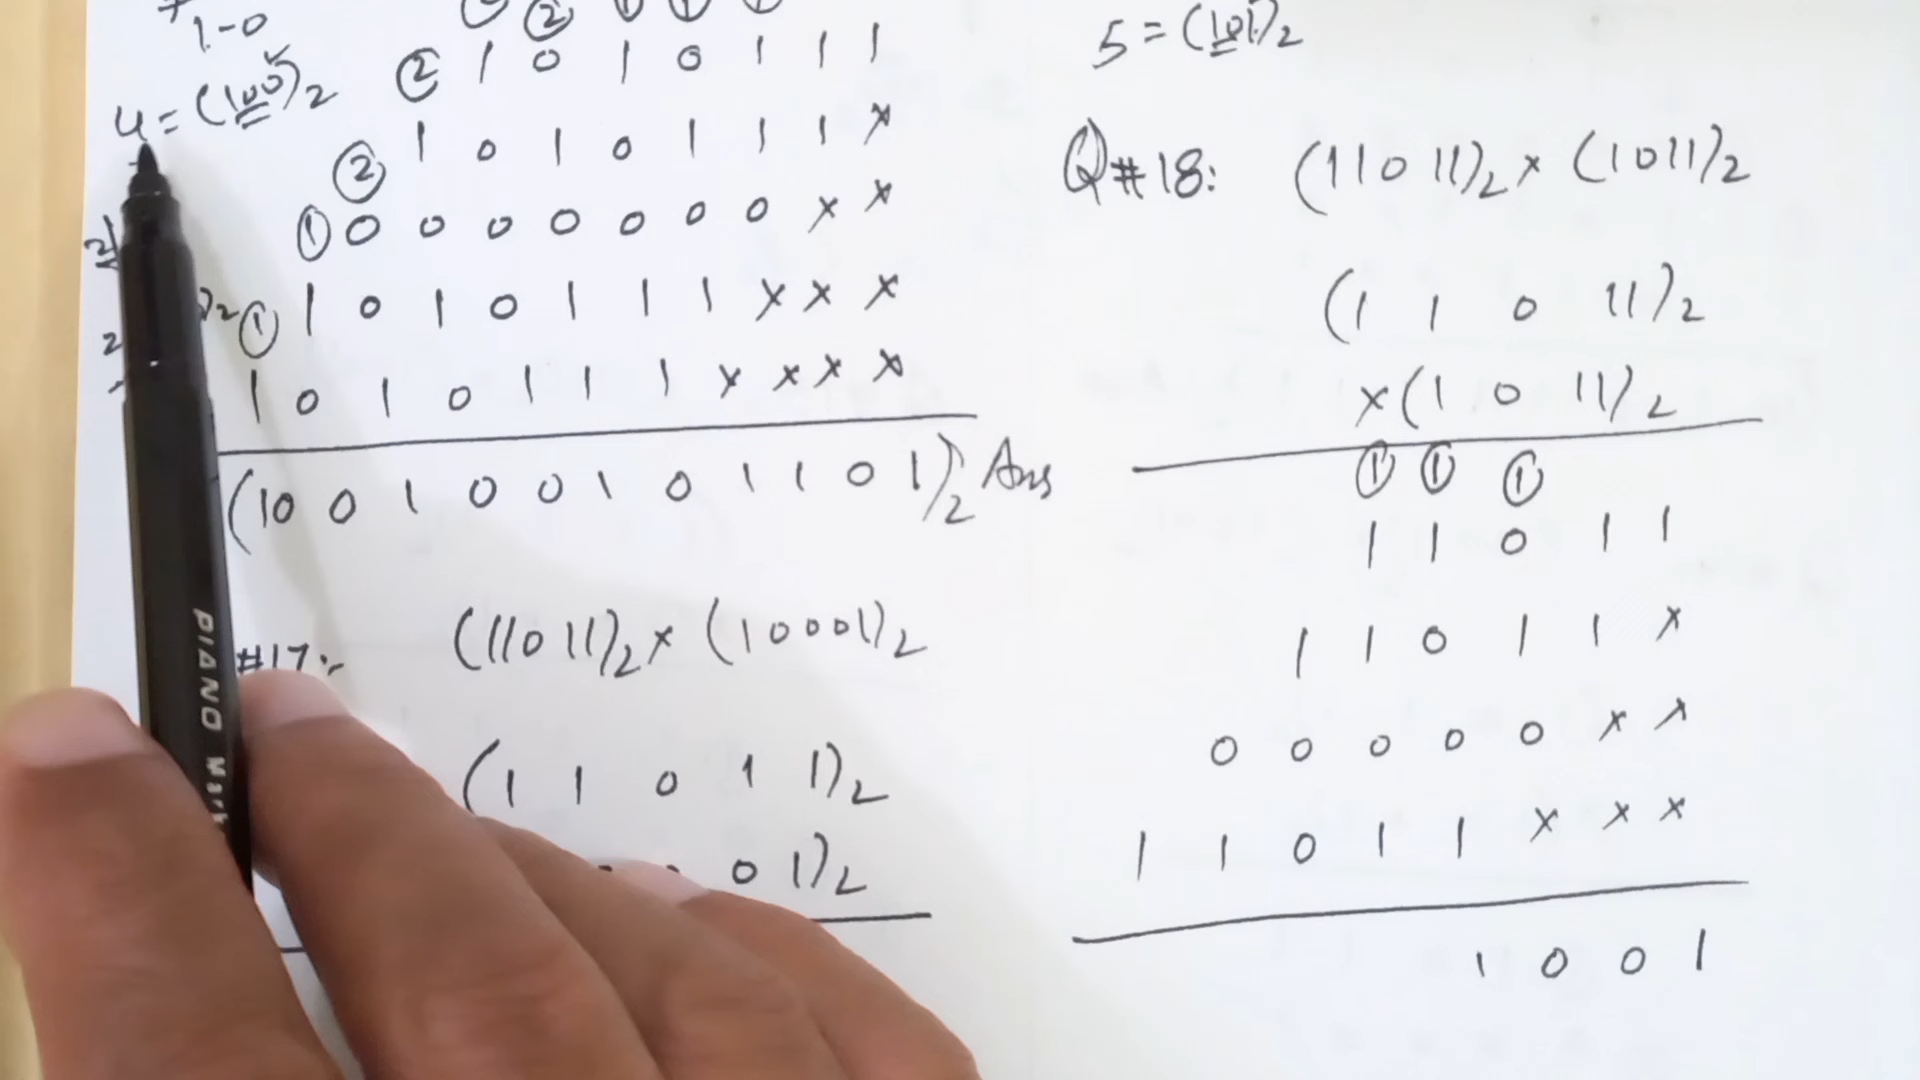 1-0
② 1 0 1 0 1 1 1
4 = (100)₂
② 1 0 1 0 1 1 1 ×
① 0 0 0 0 0 0 0 × ×
① 1 0 1 0 1 1 1 × × ×
1 0 1 0 1 1 1 × × × ×
(10 0 1 0 0 1 0 1 1 0 1)₂ Ans
#17:-
(11011)₂ × (10001)₂
(1 1 0 1 1)₂
0 1)₂
5 = (101)₂
Q#18: (11011)₂ × (1011)₂
(1 1 0 11)₂
×(1 0 11)₂
① ① ①
1 1 0 1 1
1 1 0 1 1 ×
0 0 0 0 0 × ×
1 1 0 1 1 × × ×
1 0 0 1
PIANO